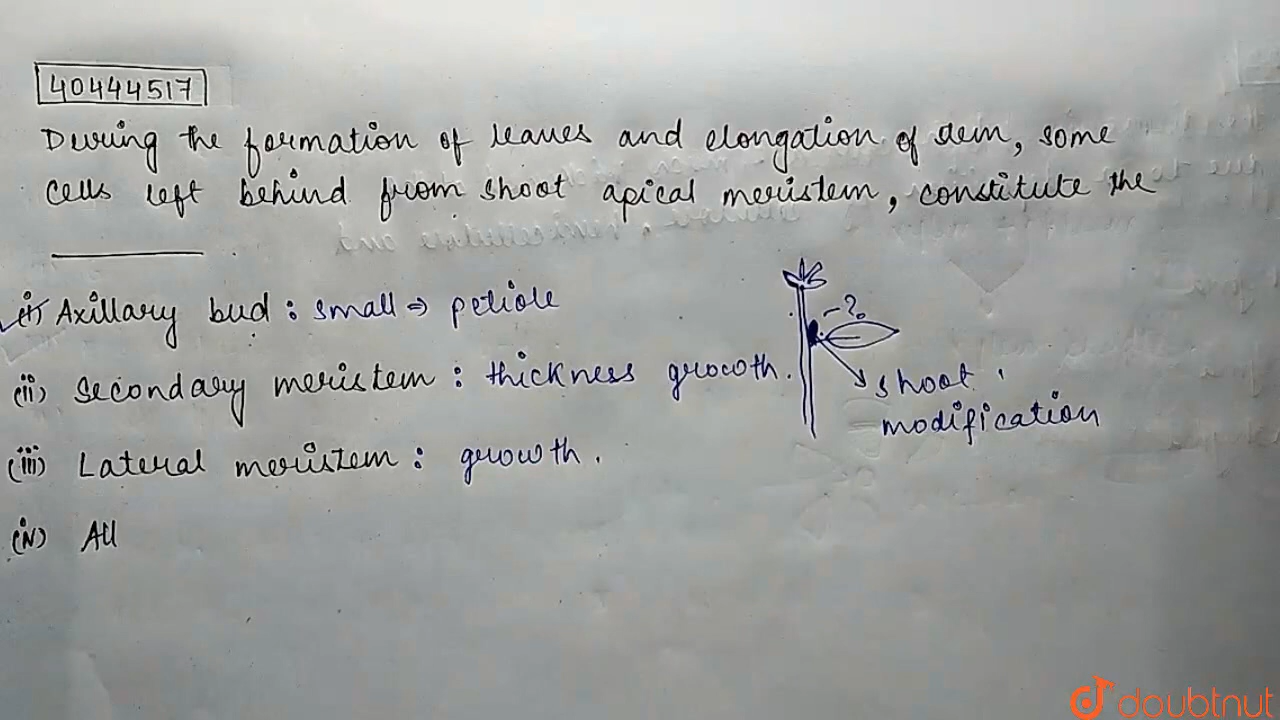 40444517
During the formation of leaves and elongation of stem, some
cells left behind from shoot apical meristem, constitute the
(i) Axillary bud : small ⇒ petiole
(ii) Secondary meristem : thickness growth.
(iii) Lateral meristem : growth.
(iv) All
?
shoot
modification
doubtnut